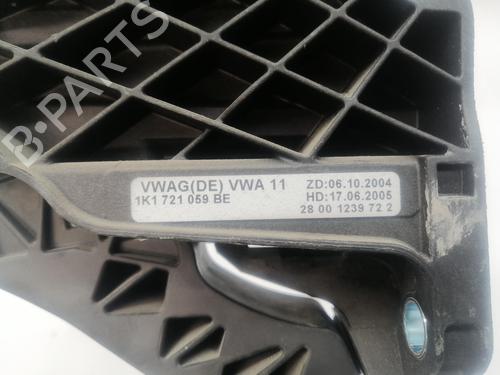 B-PARTS
VWAG(DE) VWA 11
1K1 721 059 BE
ZD:06.10.2004
HD:17.06.2005
28 00 1239 72 2